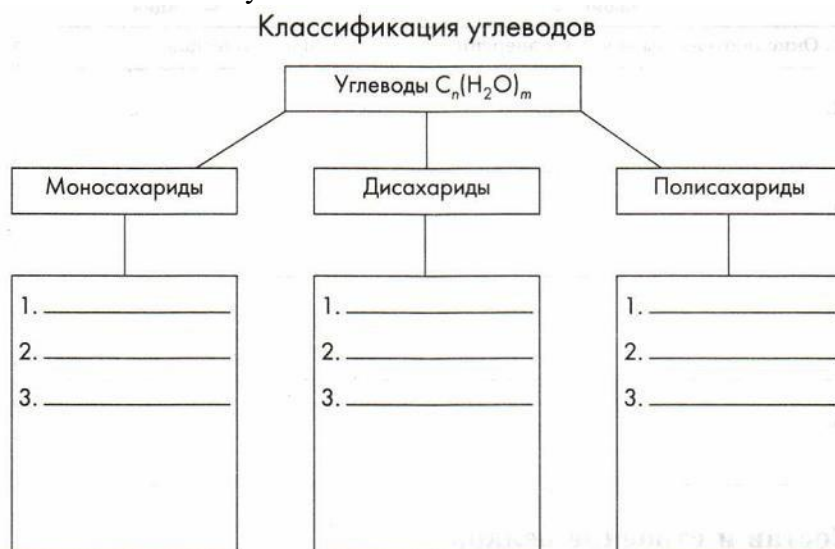 Классификация углеводов
Углеводы Cₙ(H₂O)ₘ
Моносахариды
Дисахариды
Полисахариды
1.
2.
3.
1.
2.
3.
1.
2.
3.